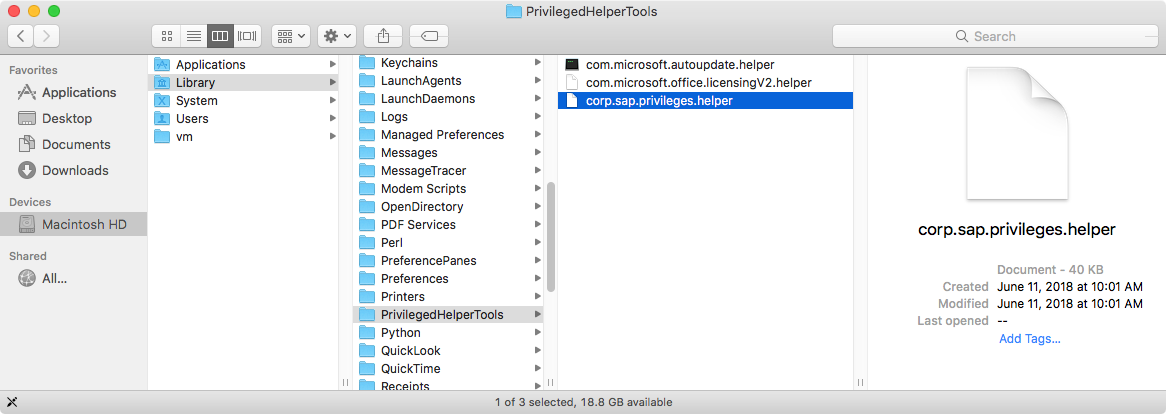 PrivilegedHelperTools
Search
Favorites
Applications
Desktop
Documents
Downloads
Devices
Macintosh HD
Shared
All...
Applications
Library
System
Users
vm
Keychains
LaunchAgents
LaunchDaemons
Logs
Managed Preferences
Messages
MessageTracer
Modem Scripts
OpenDirectory
PDF Services
Perl
PreferencePanes
Preferences
Printers
PrivilegedHelperTools
Python
QuickLook
QuickTime
Receipts
com.microsoft.autoupdate.helper
com.microsoft.office.licensingV2.helper
corp.sap.privileges.helper
corp.sap.privileges.helper
Document - 40 KB
Created June 11, 2018 at 10:01 AM
Modified June 11, 2018 at 10:01 AM
Last opened --
Add Tags...
1 of 3 selected, 18.8 GB available